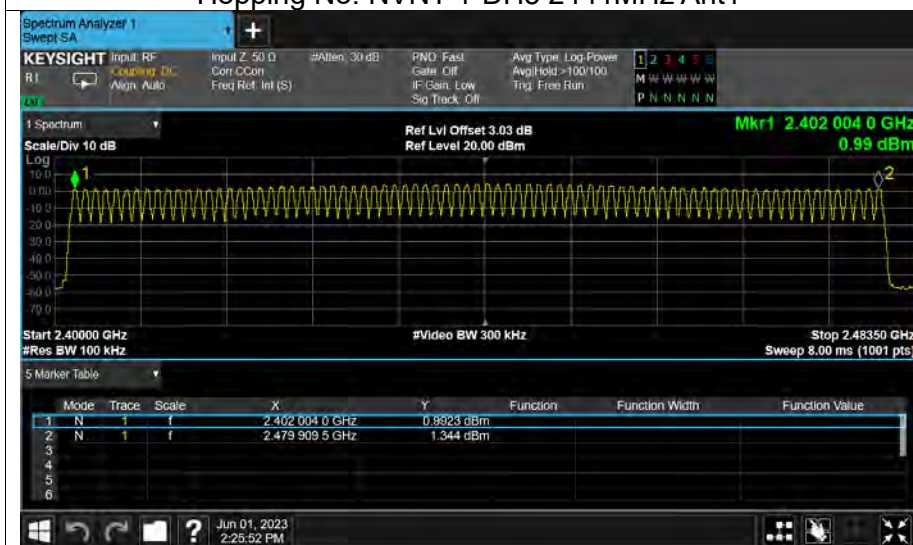 Hopping No. NVNT 1-DH5 2441MHz Ant1
Spectrum Analyzer 1
Swept SA
+
KEYSIGHT Input: RF Input Z: 50 Ω #Atten: 30 dB PNO: Fast Avg Type: Log-Power 1 2 3 4 5 6
R1 Coupling: DC Corr CCorr Gate: Off Avg|Hold:>100/100 M W W W W W
Align: Auto Freq Ref: Int (S) IF Gain: Low Trig: Free Run
Sig Track: Off P N N N N N
1 Spectrum Ref Lvl Offset 3.03 dB Mkr1 2.402 004 0 GHz
Scale/Div 10 dB Ref Level 20.00 dBm 0.99 dBm
Log
10.0 1 2
0.00
-10.0
-20.0
-30.0
-40.0
-50.0
-60.0
-70.0
Start 2.40000 GHz #Video BW 300 kHz Stop 2.48350 GHz
#Res BW 100 kHz Sweep 8.00 ms (1001 pts)
5 Marker Table
Mode Trace Scale X Y Function Function Width Function Value
1 N 1 f 2.402 004 0 GHz 0.9923 dBm
2 N 1 f 2.479 909 5 GHz 1.344 dBm
3
4
5
6
? Jun 01, 2023
2:25:52 PM